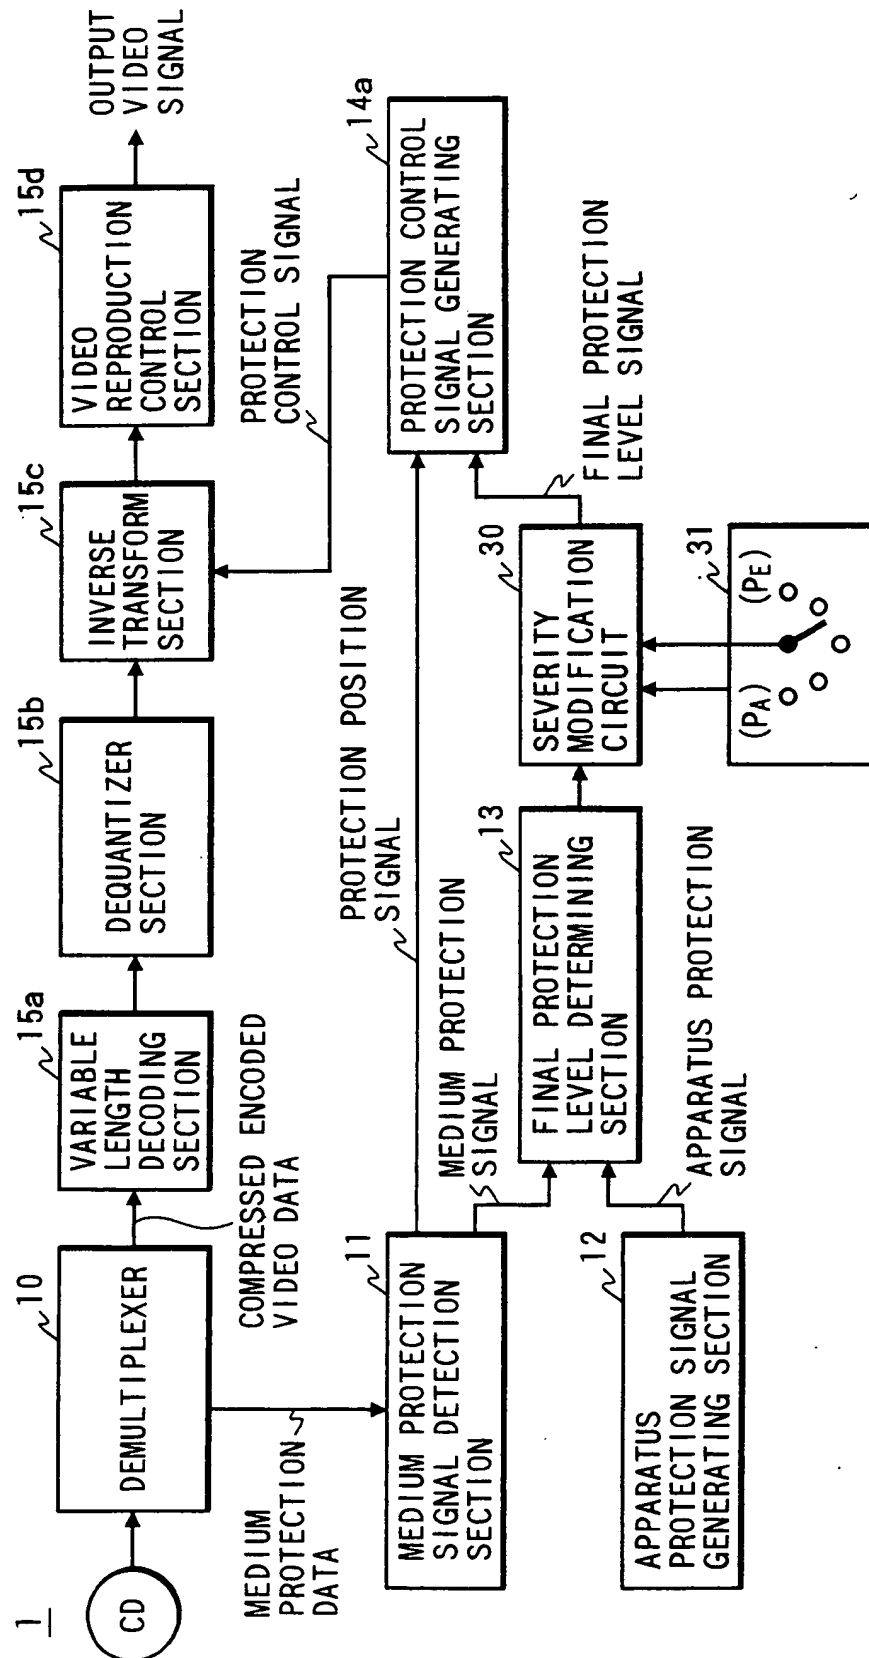 1
CD
10
DEMULTIPLEXER
COMPRESSED ENCODED
VIDEO DATA
15a
VARIABLE
LENGTH
DECODING
SECTION
15b
DEQUANTIZER
SECTION
15c
INVERSE
TRANSFORM
SECTION
15d
VIDEO
REPRODUCTION
CONTROL
SECTION
OUTPUT
VIDEO
SIGNAL
MEDIUM
PROTECTION
DATA
11
MEDIUM PROTECTION
SIGNAL DETECTION
SECTION
PROTECTION POSITION
SIGNAL
PROTECTION
CONTROL SIGNAL
14a
PROTECTION CONTROL
SIGNAL GENERATING
SECTION
MEDIUM PROTECTION
SIGNAL
13
FINAL PROTECTION
LEVEL DETERMINING
SECTION
30
SEVERITY
MODIFICATION
CIRCUIT
FINAL PROTECTION
LEVEL SIGNAL
12
APPARATUS
PROTECTION SIGNAL
GENERATING SECTION
APPARATUS PROTECTION
SIGNAL
31
(PA)
(PE)